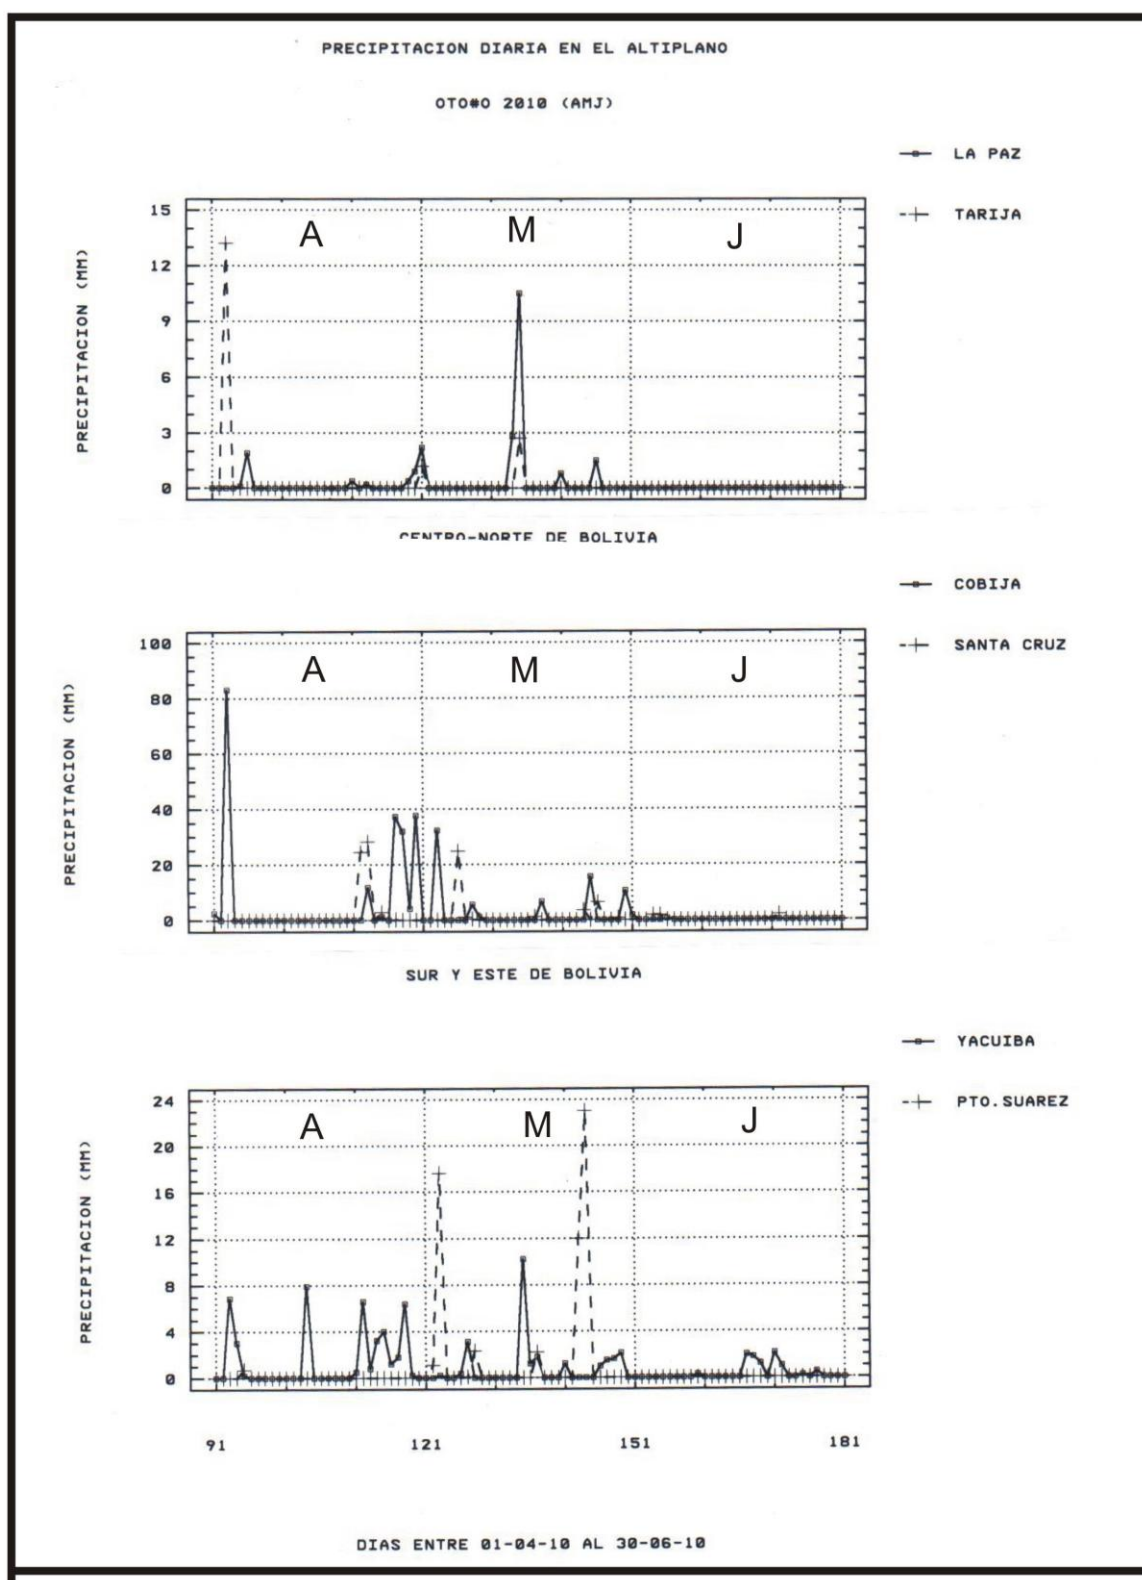 PRECIPITACION DIARIA EN EL ALTIPLANO
OTO#O 2010 (AMJ)
LA PAZ
TARIJA
PRECIPITACION (MM)
15
12
9
6
3
0
A
M
J
CENTRO-NORTE DE BOLIVIA
COBIJA
SANTA CRUZ
PRECIPITACION (MM)
100
80
60
40
20
0
A
M
J
SUR Y ESTE DE BOLIVIA
YACUIBA
PTO.SUAREZ
PRECIPITACION (MM)
24
20
16
12
8
4
0
A
M
J
91 121 151 181
DIAS ENTRE 01-04-10 AL 30-06-10